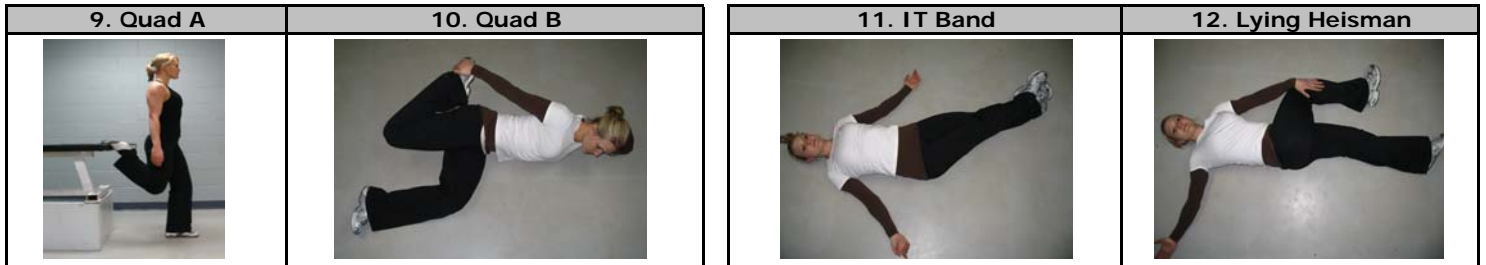 9. Quad A
10. Quad B
11. IT Band
12. Lying Heisman